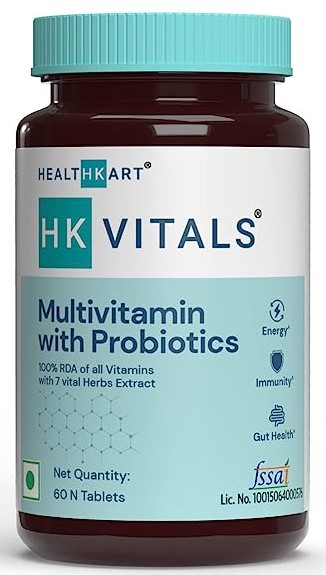 HEALTHKART®
HK VITALS®
Multivitamin
with Probiotics
100% RDA of all Vitamins
with 7 vital Herbs Extract
Energy^
Immunity^
Gut Health^
Net Quantity:
60 N Tablets
fssai
Lic. No. 10015064000576